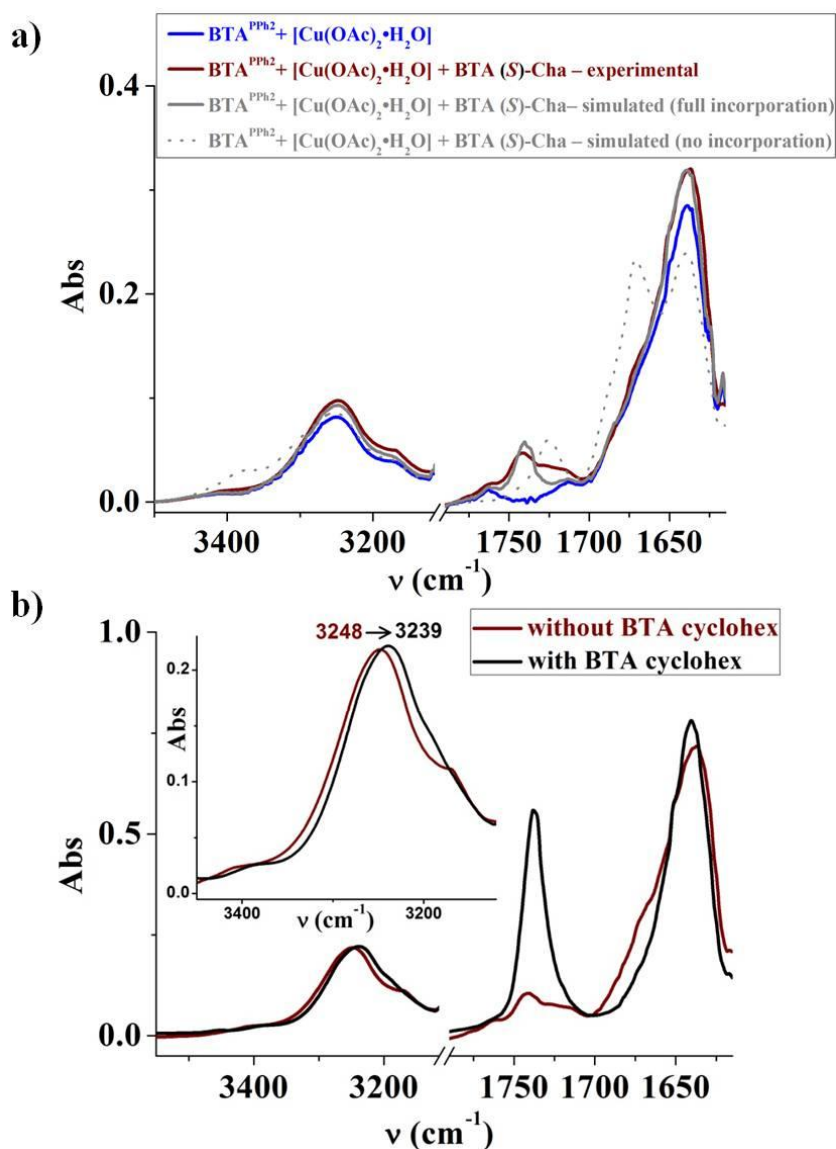 a)
BTA^PPh2 + [Cu(OAc)₂•H₂O]
BTA^PPh2 + [Cu(OAc)₂•H₂O] + BTA (S)-Cha – experimental
BTA^PPh2 + [Cu(OAc)₂•H₂O] + BTA (S)-Cha– simulated (full incorporation)
BTA^PPh2 + [Cu(OAc)₂•H₂O] + BTA (S)-Cha – simulated (no incorporation)
0.4
0.2
0.0
Abs
3400 3200 1750 1700 1650
ν (cm⁻¹)
b)
1.0
0.5
0.0
Abs
without BTA cyclohex
with BTA cyclohex
3248→3239
0.2
0.1
0.0
Abs
3400 3200
ν (cm⁻¹)
3400 3200 1750 1700 1650
ν (cm⁻¹)